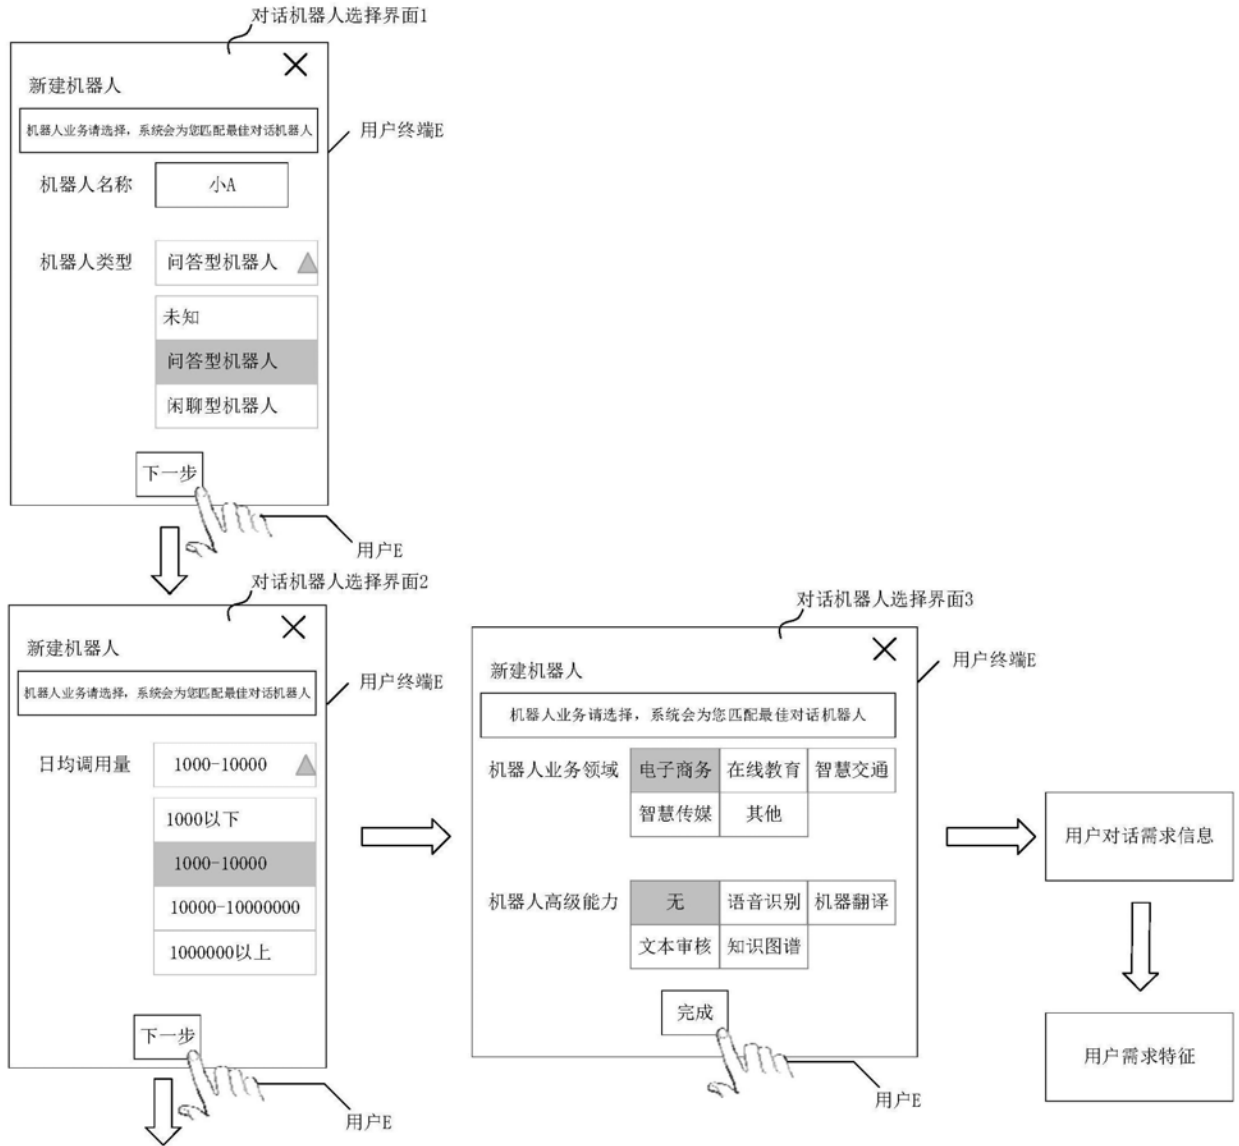 对话机器人选择界面1
新建机器人
机器人业务请选择，系统会为您匹配最佳对话机器人
用户终端E
机器人名称
小A
机器人类型
问答型机器人
未知
问答型机器人
闲聊型机器人
下一步
用户E
对话机器人选择界面2
新建机器人
机器人业务请选择，系统会为您匹配最佳对话机器人
用户终端E
日均调用量
1000-10000
1000以下
1000-10000
10000-10000000
1000000以上
下一步
用户E
对话机器人选择界面3
新建机器人
用户终端E
机器人业务请选择，系统会为您匹配最佳对话机器人
机器人业务领域
电子商务 在线教育 智慧交通
智慧传媒 其他
机器人高级能力
无 语音识别 机器翻译
文本审核 知识图谱
完成
用户E
用户对话需求信息
用户需求特征